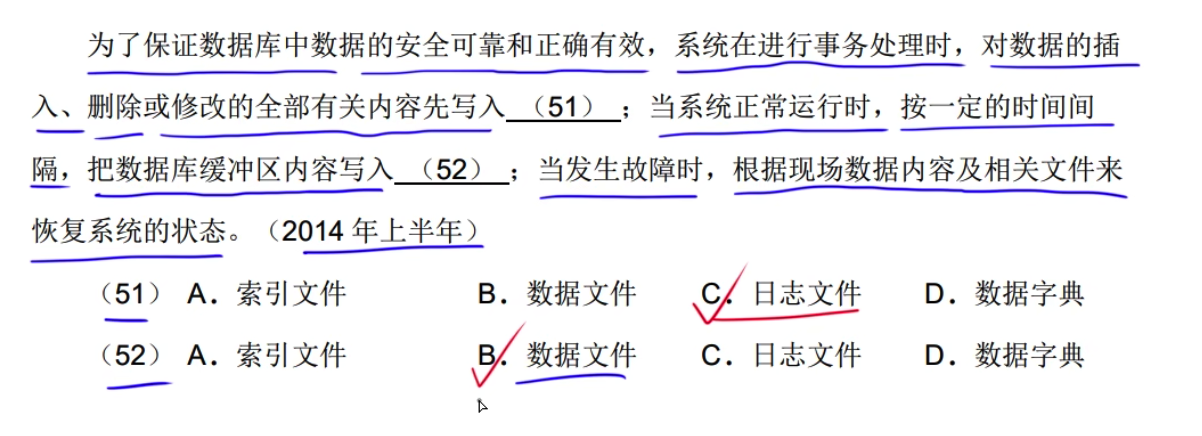 为了保证数据库中数据的安全可靠和正确有效，系统在进行事务处理时，对数据的插
入、删除或修改的全部有关内容先写入（51）；当系统正常运行时，按一定的时间间
隔，把数据库缓冲区内容写入（52）；当发生故障时，根据现场数据内容及相关文件来
恢复系统的状态。（2014 年上半年）
（51） A．索引文件 B．数据文件 C．日志文件 D．数据字典
（52） A．索引文件 B．数据文件 C．日志文件 D．数据字典